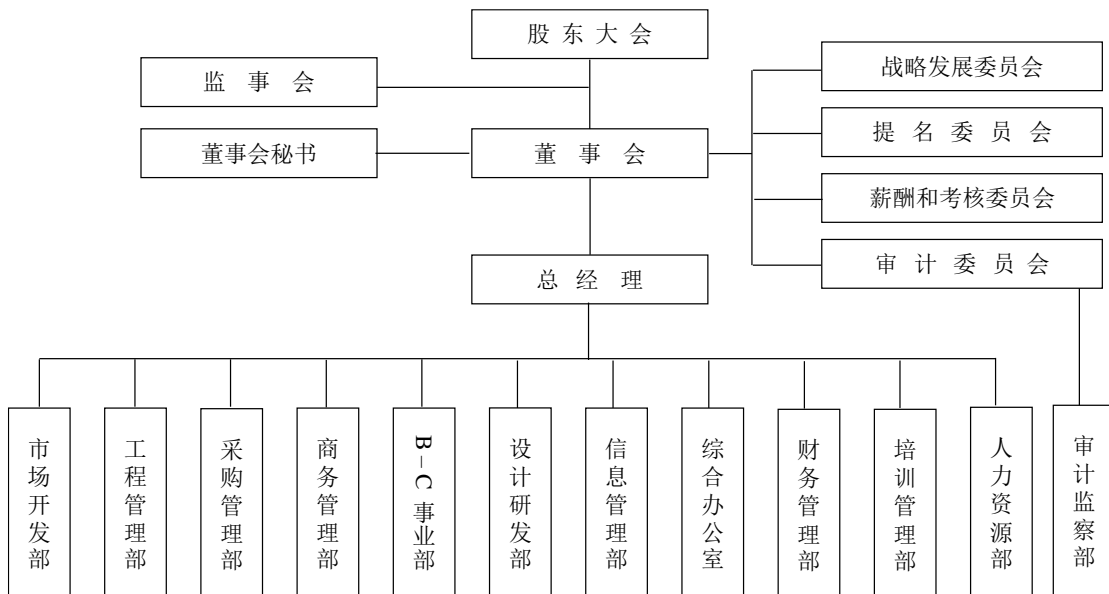 股东大会
监事会
战略发展委员会
提名委员会
董事会秘书
董事会
薪酬和考核委员会
审计委员会
总经理
市场开发部
工程管理部
采购管理部
商务管理部
B-C事业部
设计研发部
信息管理部
综合办公室
财务管理部
培训管理部
人力资源部
审计监察部